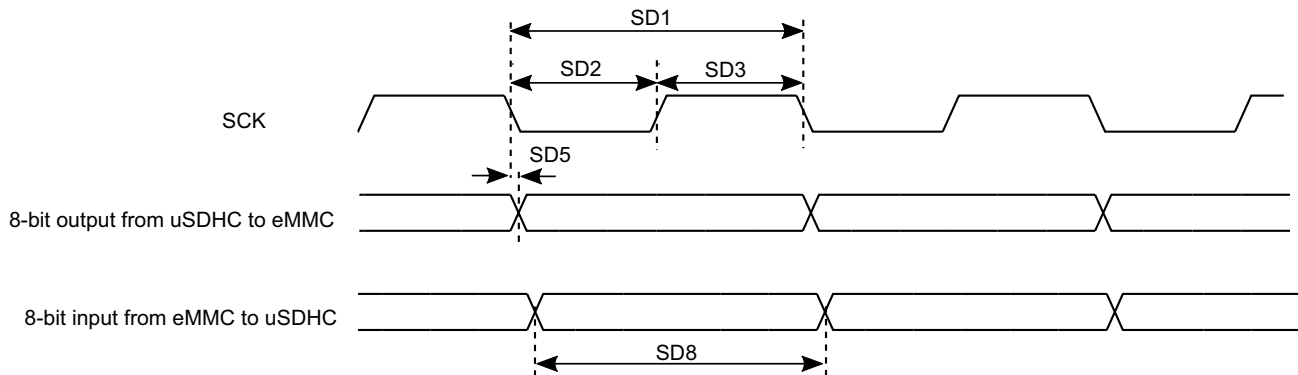 SD1
SD2 SD3
SCK
SD5
8-bit output from uSDHC to eMMC
8-bit input from eMMC to uSDHC
SD8